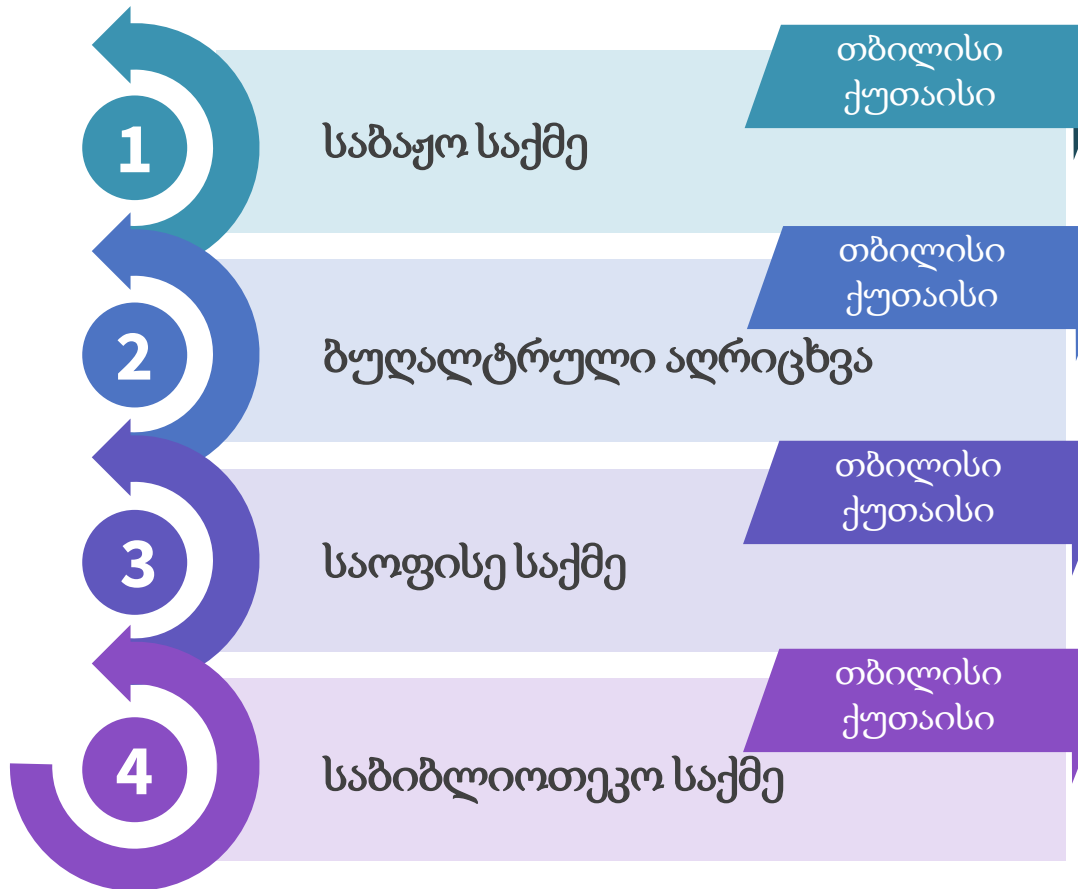 თბილისი
ქუთაისი
1
საბაჟო საქმე
თბილისი
ქუთაისი
2
ბუღალტრული აღრიცხვა
თბილისი
ქუთაისი
3
საოფისე საქმე
თბილისი
ქუთაისი
4
საბიბლიოთეკო საქმე